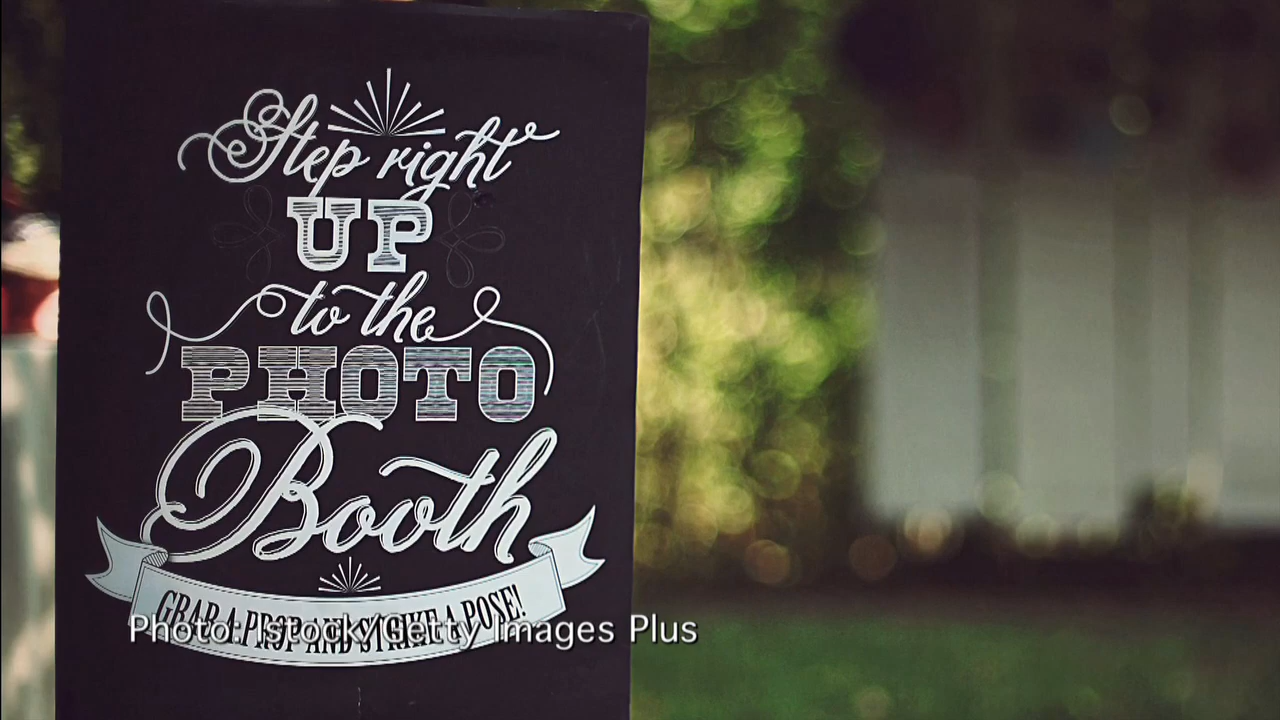 Step right
UP
to the
PHOTO
Booth
GRAB A PROP AND STRIKE A POSE!
Photo: Istock/Getty Images Plus